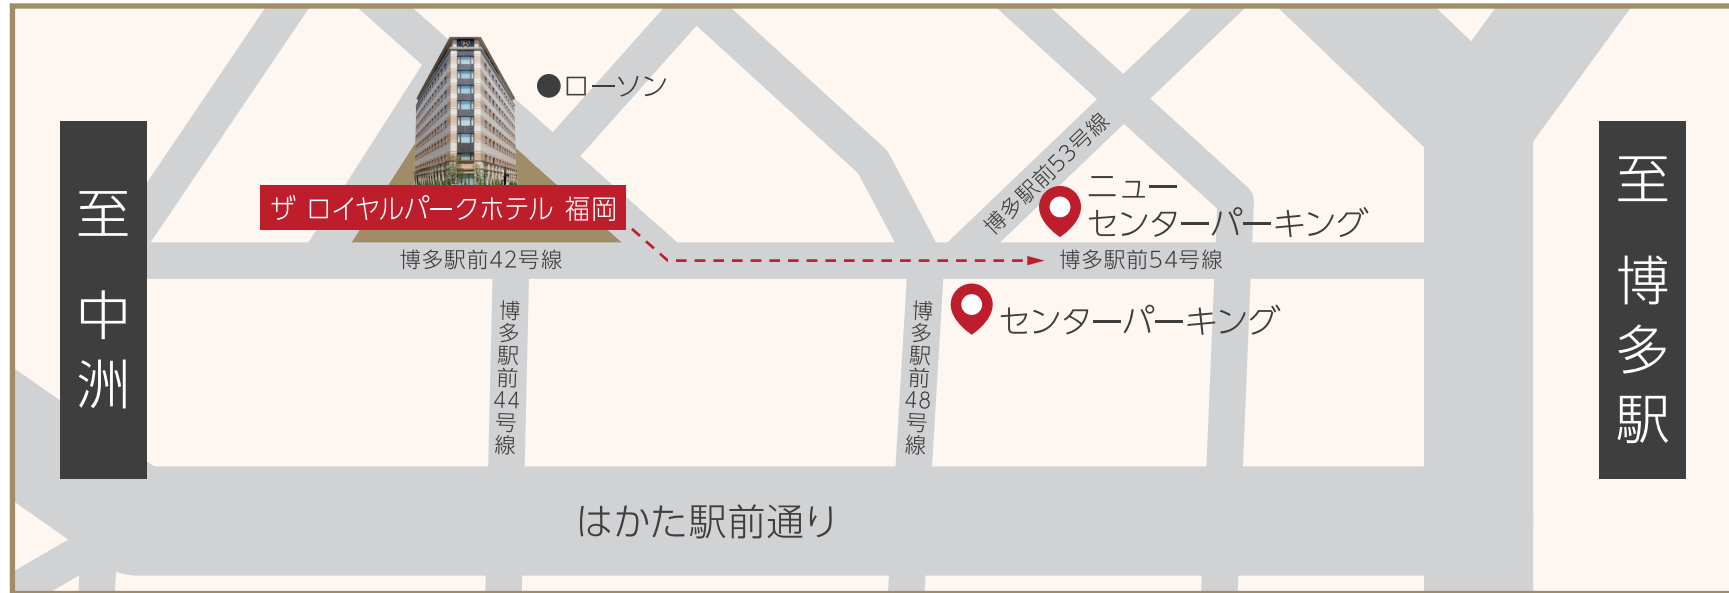 ローソン
至 中洲
ザ ロイヤルパークホテル 福岡
博多駅前53号線
ニュー
センターパーキング
至 博多駅
博多駅前42号線
博多駅前54号線
センターパーキング
博多駅前44号線
博多駅前48号線
はかた駅前通り